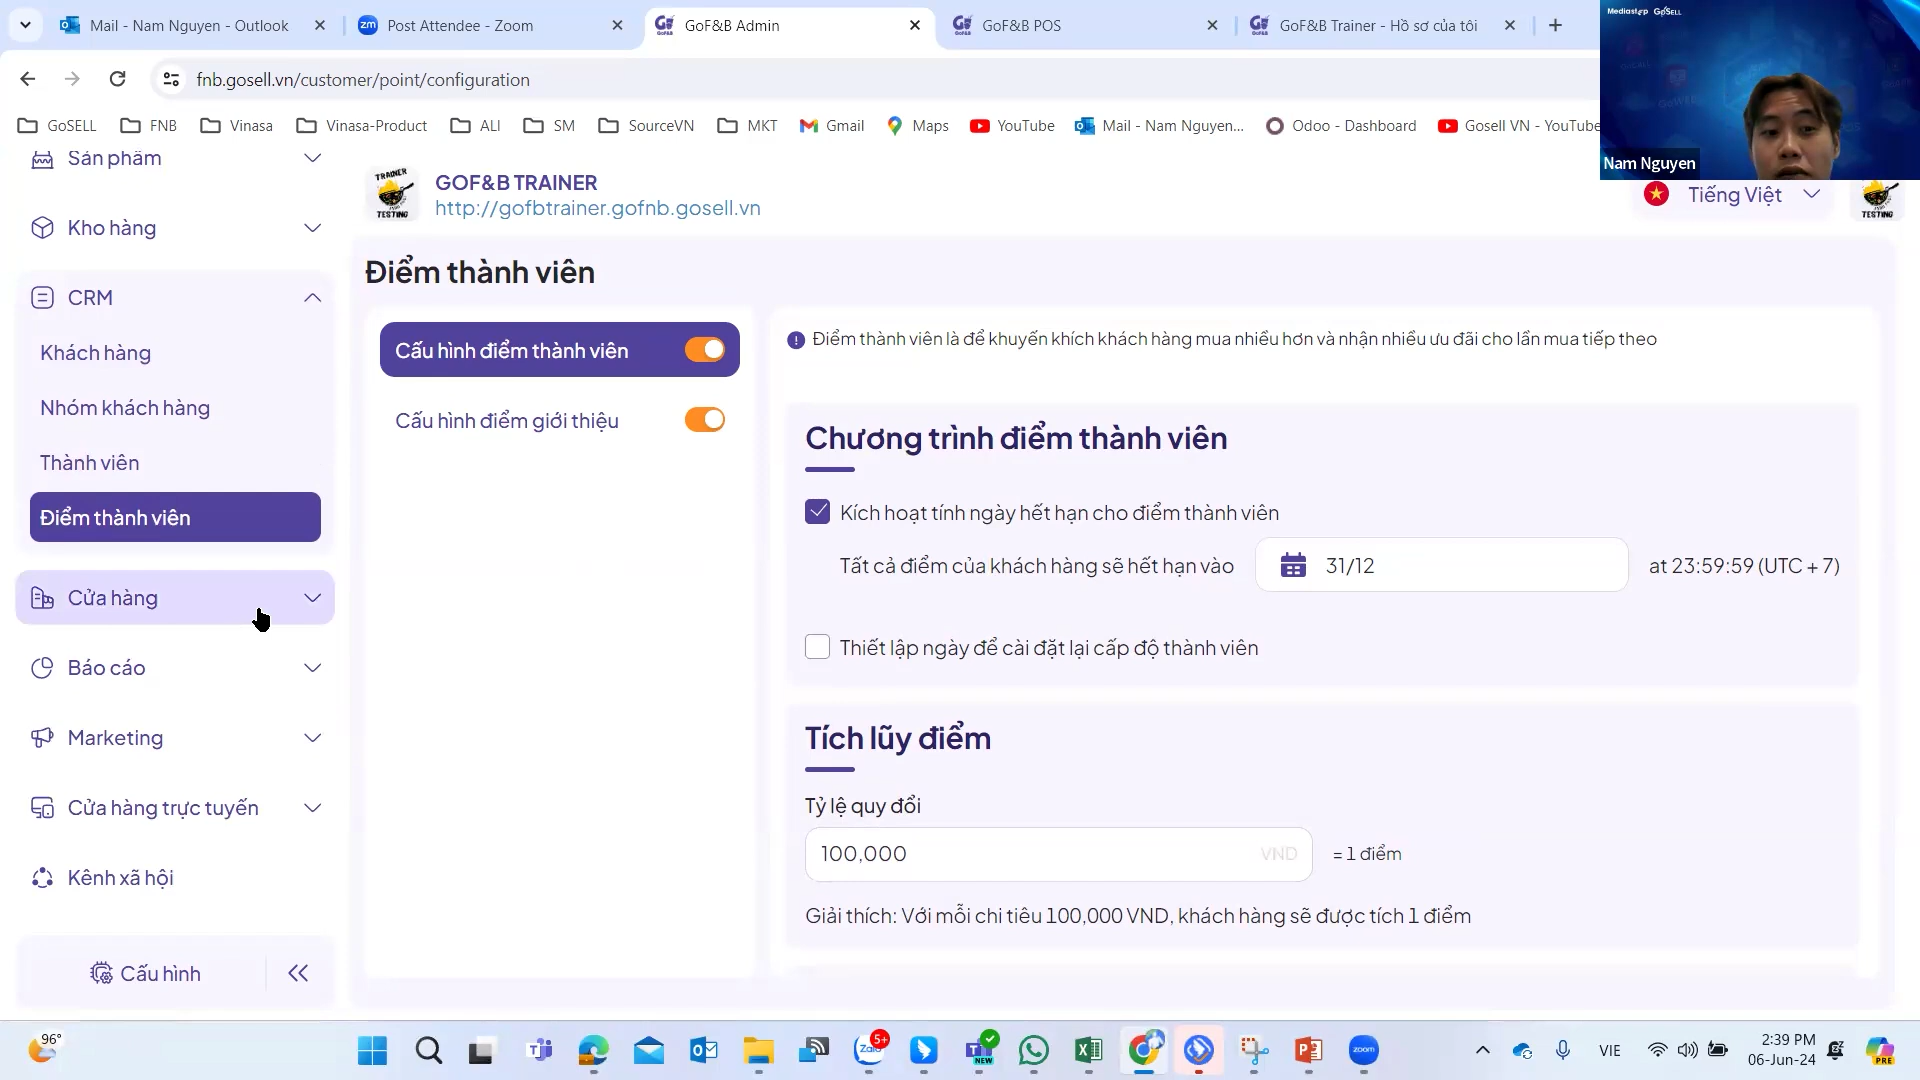 Mail - Nam Nguyen - Outlook
Post Attendee - Zoom
GoF&B Admin
GoF&B POS
GoF&B Trainer - Hồ sơ của tôi
fnb.gosell.vn/customer/point/configuration
GoSELL
FNB
Vinasa
Vinasa-Product
ALI
SM
SourceVN
MKT
Gmail
Maps
YouTube
Mail - Nam Nguyen...
Odoo - Dashboard
Gosell VN - YouTube
Mediastep GoSELL
Nam Nguyen
Sản phẩm
Kho hàng
CRM
Khách hàng
Nhóm khách hàng
Thành viên
Điểm thành viên
Cửa hàng
Báo cáo
Marketing
Cửa hàng trực tuyến
Kênh xã hội
Cấu hình
TRAINER
TESTING
GOF&B TRAINER
http://gofbtrainer.gofnb.gosell.vn
Tiếng Việt
TESTING
Điểm thành viên
Cấu hình điểm thành viên
Cấu hình điểm giới thiệu
Điểm thành viên là để khuyến khích khách hàng mua nhiều hơn và nhận nhiều ưu đãi cho lần mua tiếp theo
Chương trình điểm thành viên
Kích hoạt tính ngày hết hạn cho điểm thành viên
Tất cả điểm của khách hàng sẽ hết hạn vào 31/12 at 23:59:59 (UTC + 7)
Thiết lập ngày để cài đặt lại cấp độ thành viên
Tích lũy điểm
Tỷ lệ quy đổi
100,000 VND = 1 điểm
Giải thích: Với mỗi chi tiêu 100,000 VND, khách hàng sẽ được tích 1 điểm
96°
Zalo
5+
NEW
zoom
VIE
2:39 PM
06-Jun-24
PRE